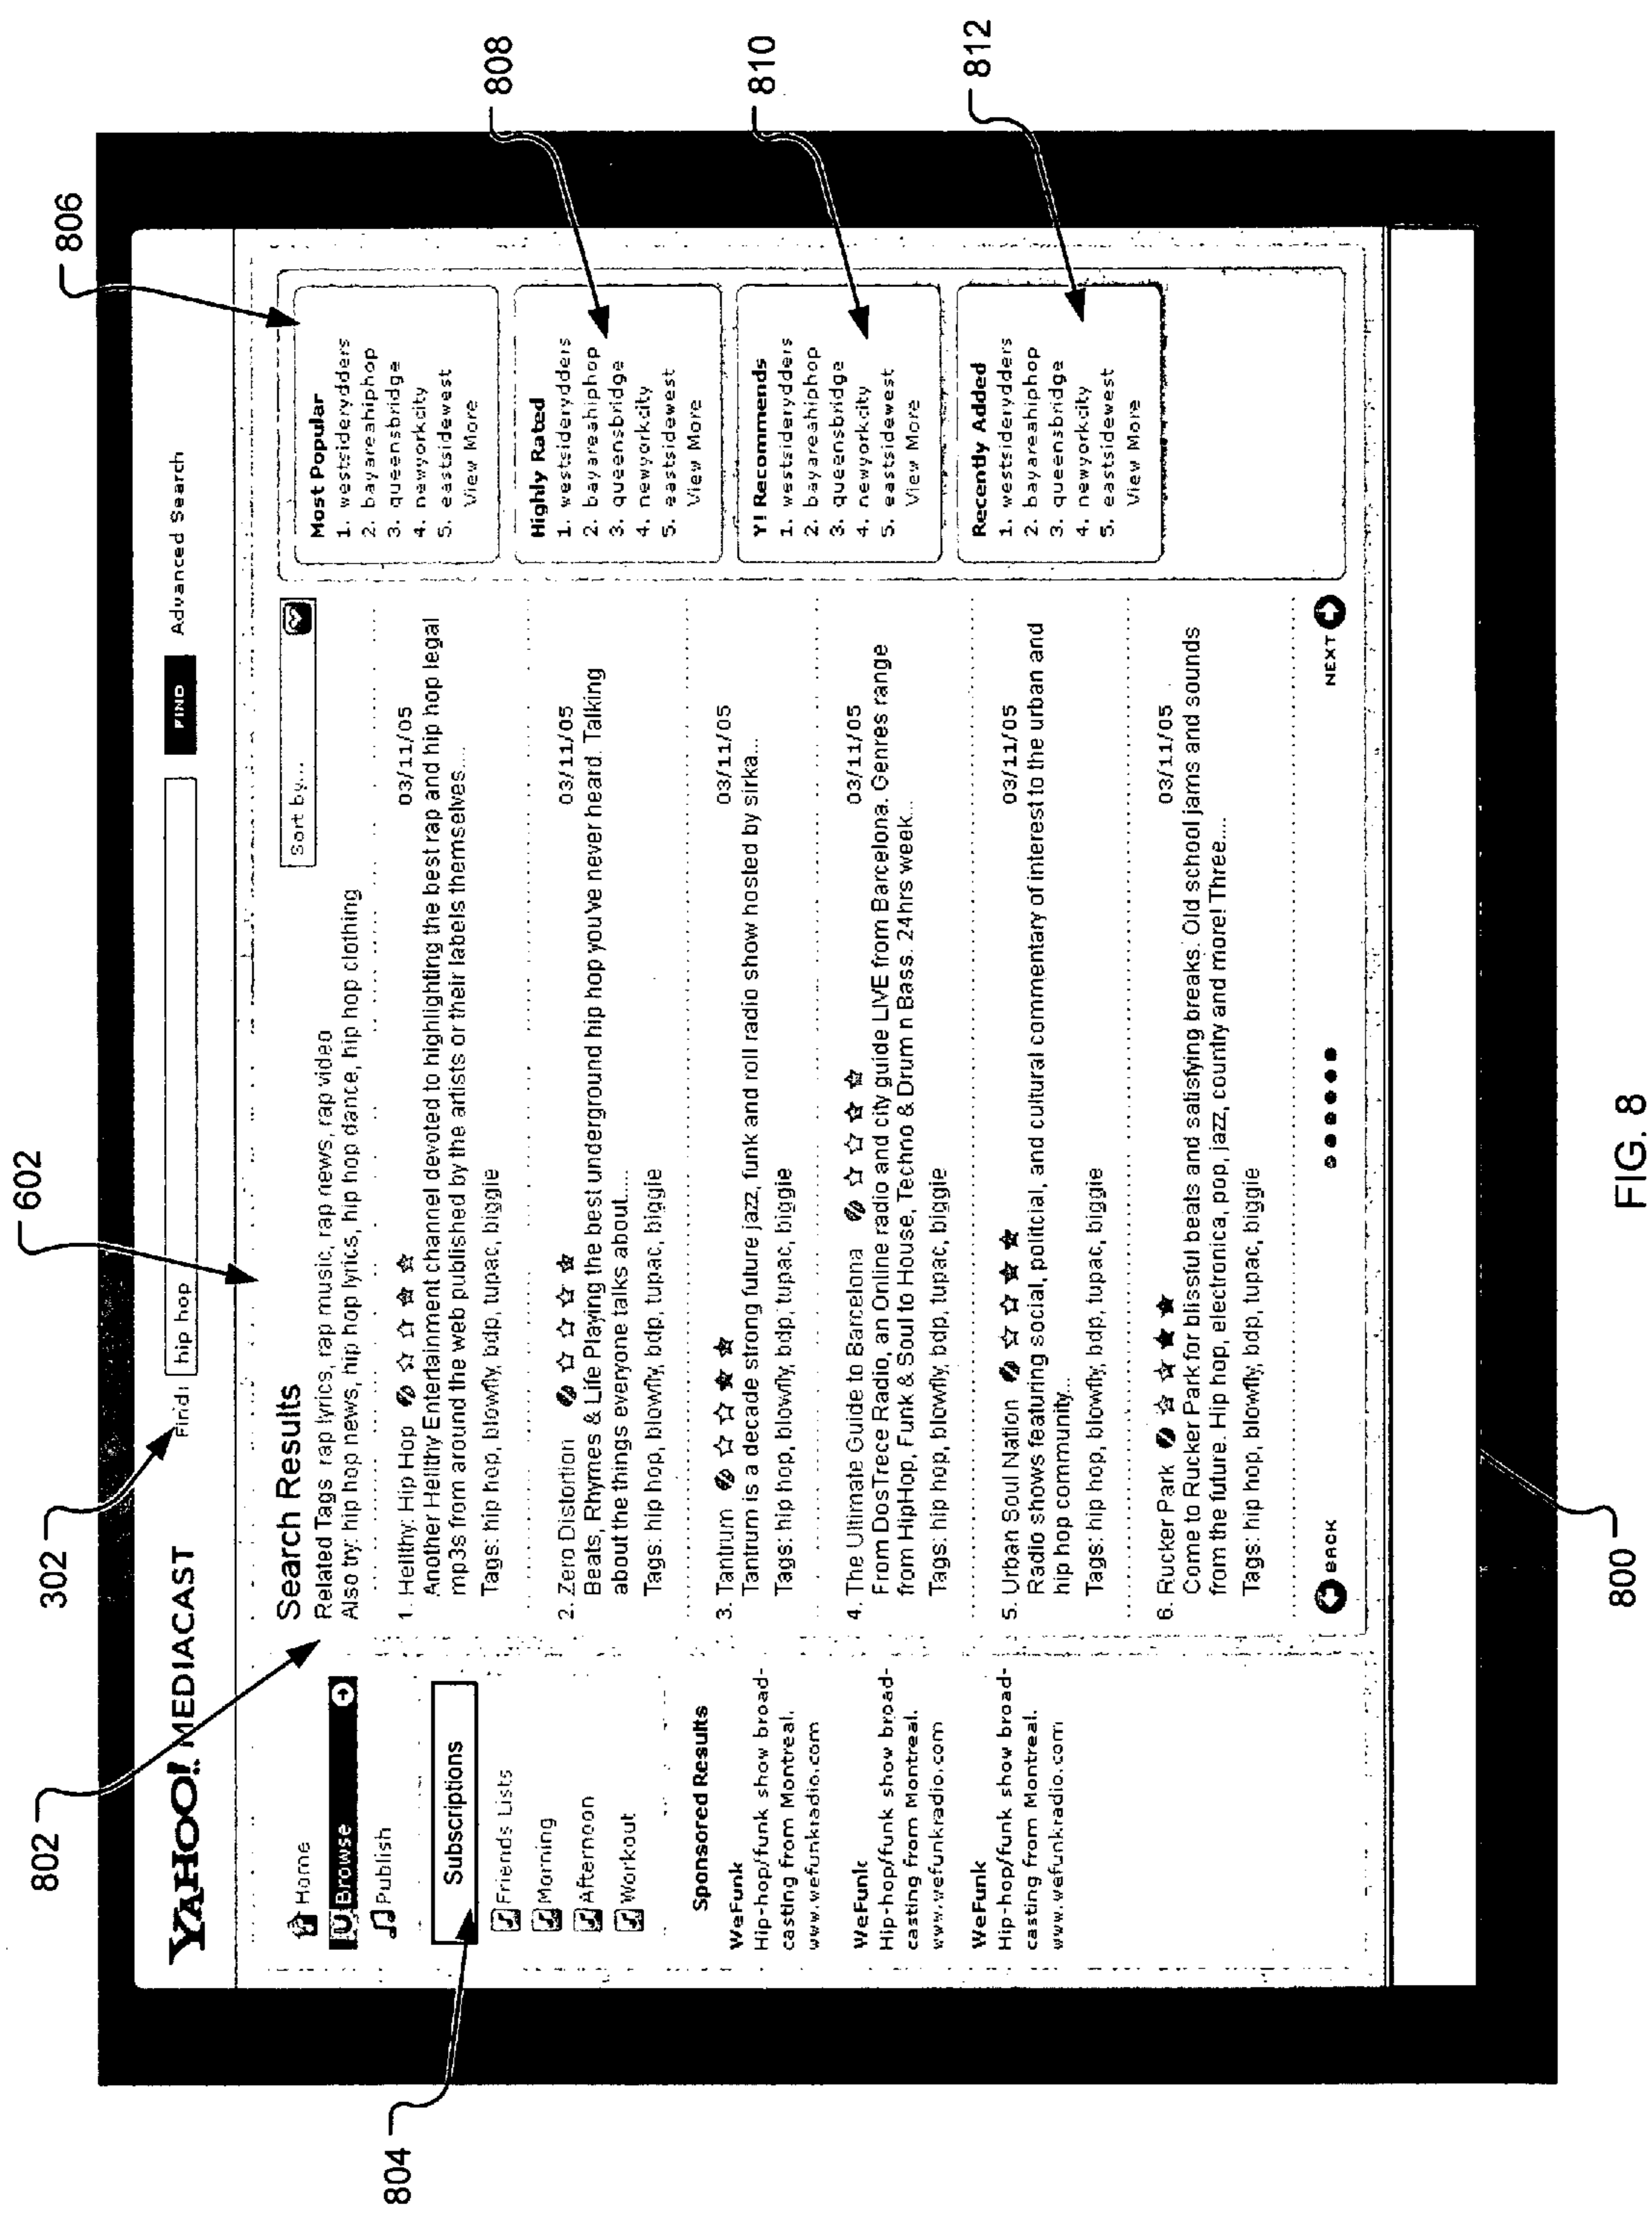 602
302
802
804
806
808
810
812
800
YAHOO! MEDIACAST
Find: hip hop
FIND
Advanced Search
Home
Browse
Publish
Subscriptions
Friends Lists
Morning
Afternoon
Workout
Sponsored Results
WeFunk
Hip-hop/funk show broad-
casting from Montreal.
www.wefunkradio.com
WeFunk
Hip-hop/funk show broad-
casting from Montreal.
www.wefunkradio.com
WeFunk
Hip-hop/funk show broad-
casting from Montreal.
www.wefunkradio.com
Search Results
Sort by...
Related Tags: rap lyrics, rap music, rap news, rap video
Also try: hip hop news, hip hop lyrics, hip hop dance, hip hop clothing
1. Hellthy: Hip Hop 03/11/05
Another Hellthy Entertainment channel devoted to highlighting the best rap and hip hop legal
mp3s from around the web published by the artists or their labels themselves...
Tags: hip hop, blowfly, bdp, tupac, biggie
2. Zero Distortion 03/11/05
Beats, Rhymes & Life Playing the best underground hip hop you've never heard. Talking
about the things everyone talks about.....
Tags: hip hop, blowfly, bdp, tupac, biggie
3. Tantrum 03/11/05
Tantrum is a decade strong future jazz, funk and roll radio show hosted by sirka...
Tags: hip hop, blowfly, bdp, tupac, biggie
4. The Ultimate Guide to Barcelona 03/11/05
From DosTrece Radio, an Online radio and city guide LIVE from Barcelona. Genres range
from HipHop, Funk & Soul to House, Techno & Drum n Bass. 24hrs week...
Tags: hip hop, blowfly, bdp, tupac, biggie
5. Urban Soul Nation 03/11/05
Radio shows featuring social, politcial, and cultural commentary of interest to the urban and
hip hop community...
Tags: hip hop, blowfly, bdp, tupac, biggie
6. Rucker Park 03/11/05
Come to Rucker Park for blissful beats and satisfying breaks. Old school jams and sounds
from the future. Hip hop, electronica, pop, jazz, country and more! Three....
Tags: hip hop, blowfly, bdp, tupac, biggie
BACK
NEXT
Most Popular
1. westsiderydders
2. bayareahiphop
3. queensbridge
4. newyorkcity
5. eastsidewest
View More
Highly Rated
1. westsiderydders
2. bayareahiphop
3. queensbridge
4. newyorkcity
5. eastsidewest
View More
Y! Recommends
1. westsiderydders
2. bayareahiphop
3. queensbridge
4. newyorkcity
5. eastsidewest
View More
Recently Added
1. westsiderydders
2. bayareahiphop
3. queensbridge
4. newyorkcity
5. eastsidewest
View More
FIG. 8